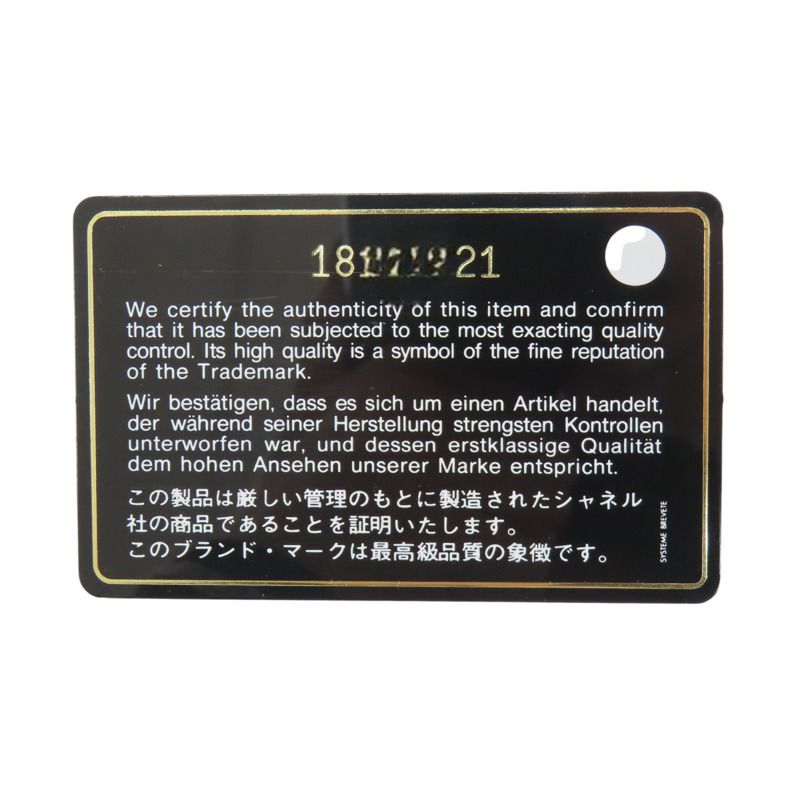 18 21
We certify the authenticity of this item and confirm
that it has been subjected to the most exacting quality
control. Its high quality is a symbol of the fine reputation
of the Trademark.
Wir bestätigen, dass es sich um einen Artikel handelt,
der während seiner Herstellung strengsten Kontrollen
unterworfen war, und dessen erstklassige Qualität
dem hohen Ansehen unserer Marke entspricht.
この製品は厳しい管理のもとに製造されたシャネル
社の商品であることを証明いたします。
このブランド・マークは最高級品質の象徴です。
SYSTEME BREVETE